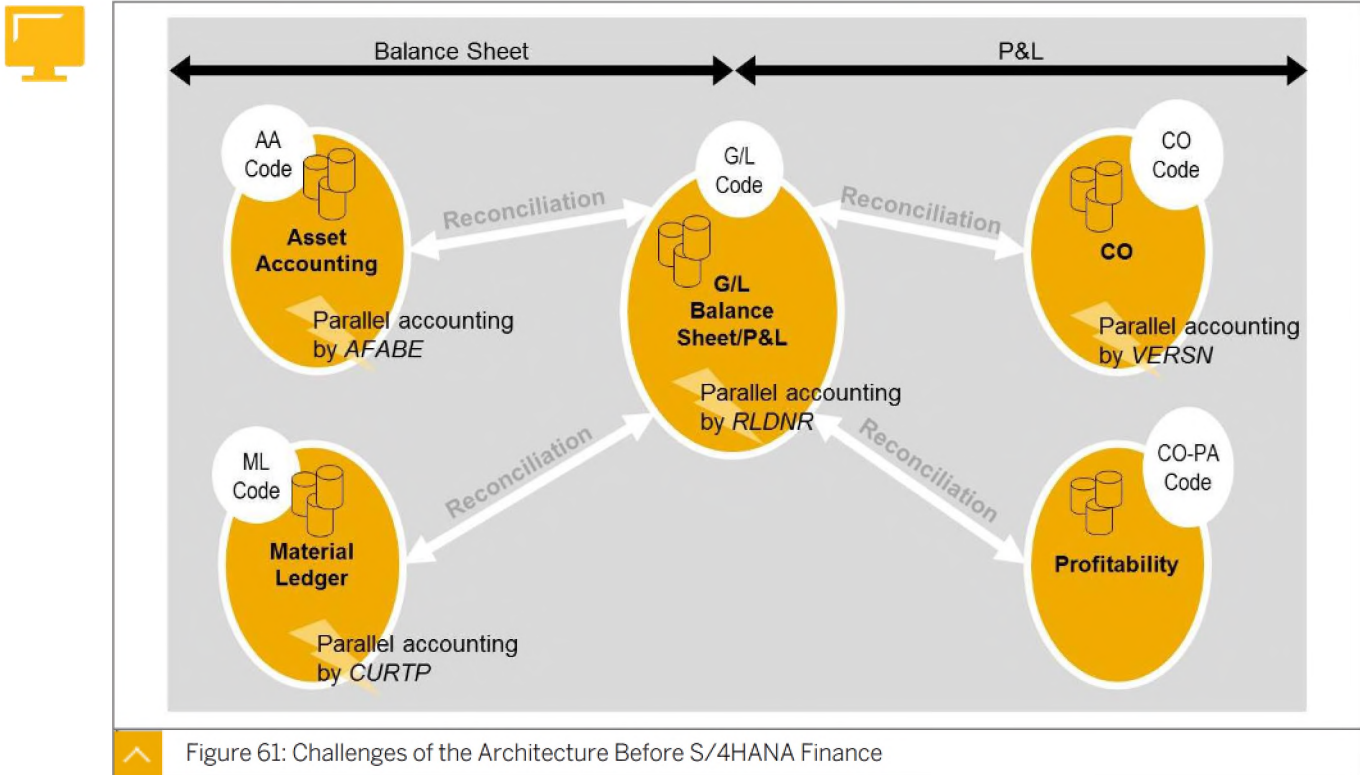 Balance Sheet
P&L
AA
Code
Asset
Accounting
Parallel accounting
by AFABE
Reconciliation
G/L
Code
G/L
Balance
Sheet/P&L
Parallel accounting
by RLDNR
Reconciliation
CO
Code
CO
Parallel accounting
by VERSN
ML
Code
Material
Ledger
Parallel accounting
by CURTP
Reconciliation
Reconciliation
CO-PA
Code
Profitability
Figure 61: Challenges of the Architecture Before S/4HANA Finance